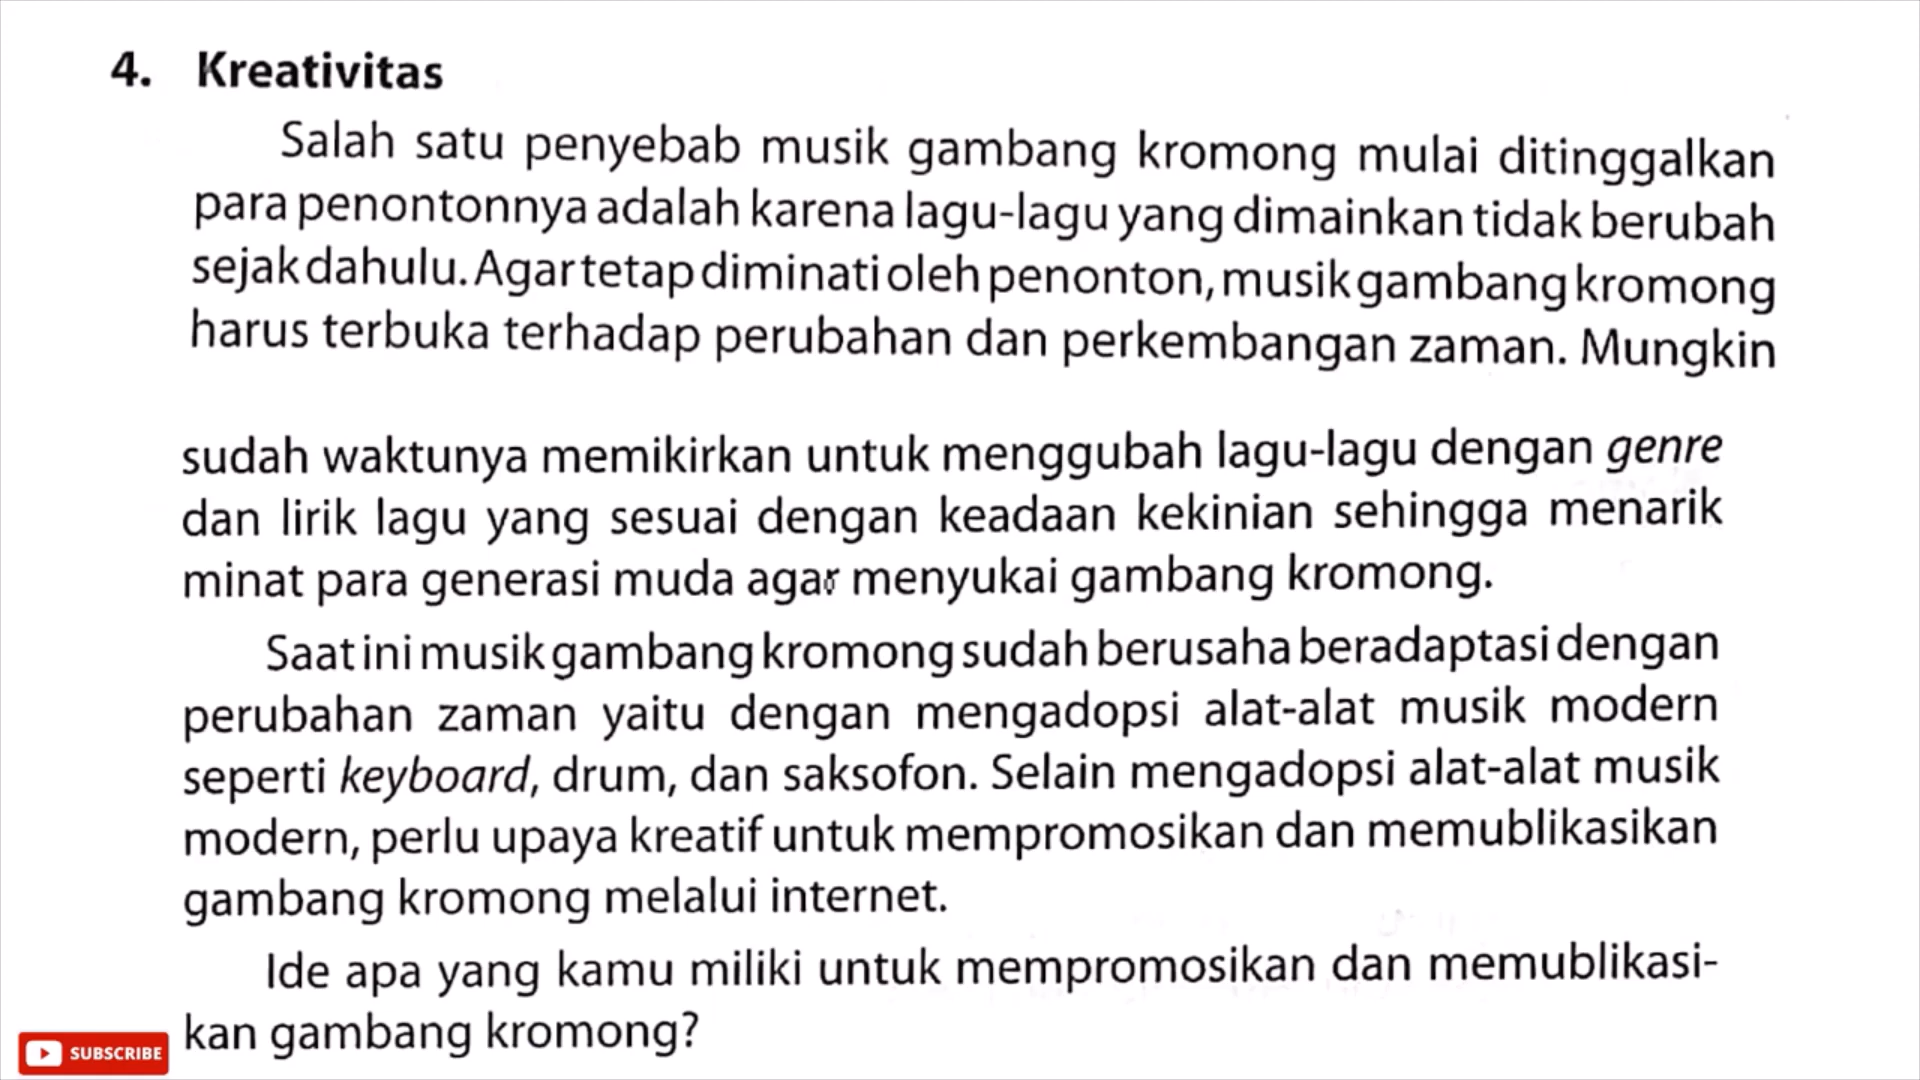 4. Kreativitas
Salah satu penyebab musik gambang kromong mulai ditinggalkan
para penontonnya adalah karena lagu-lagu yang dimainkan tidak berubah
sejak dahulu. Agar tetap diminati oleh penonton, musik gambang kromong
harus terbuka terhadap perubahan dan perkembangan zaman. Mungkin
sudah waktunya memikirkan untuk menggubah lagu-lagu dengan genre
dan lirik lagu yang sesuai dengan keadaan kekinian sehingga menarik
minat para generasi muda agar menyukai gambang kromong.
Saat ini musik gambang kromong sudah berusaha beradaptasi dengan
perubahan zaman yaitu dengan mengadopsi alat-alat musik modern
seperti keyboard, drum, dan saksofon. Selain mengadopsi alat-alat musik
modern, perlu upaya kreatif untuk mempromosikan dan memublikasikan
gambang kromong melalui internet.
Ide apa yang kamu miliki untuk mempromosikan dan memublikasi-
kan gambang kromong?
SUBSCRIBE